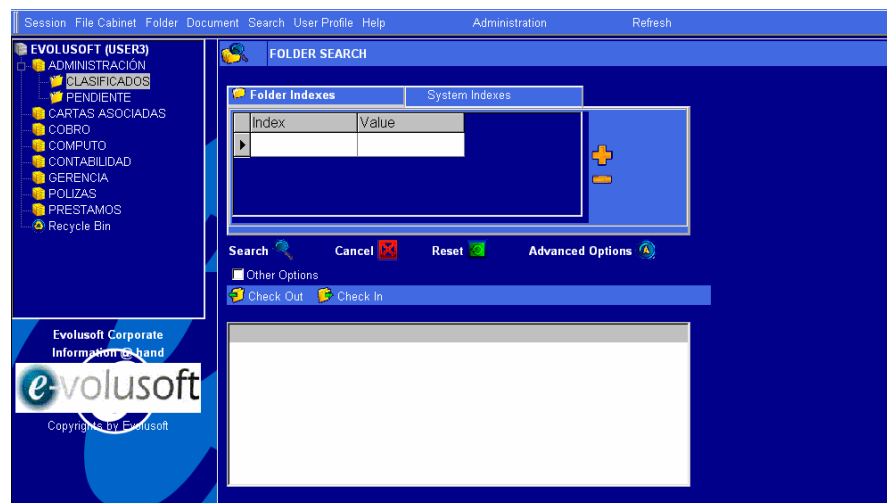 Session File Cabinet Folder Document Search User Profile Help Administration Refresh
EVOLUSOFT (USER3)
ADMINISTRACIÓN
CLASIFICADOS
PENDIENTE
CARTAS ASOCIADAS
COBRO
COMPUTO
CONTABILIDAD
GERENCIA
POLIZAS
PRESTAMOS
Recycle Bin
Evolusoft Corporate
Information @ hand
e-volusoft
Copyrights by Evolusoft
FOLDER SEARCH
Folder Indexes System Indexes
Index Value
Search Cancel Reset Advanced Options
Other Options
Check Out Check In